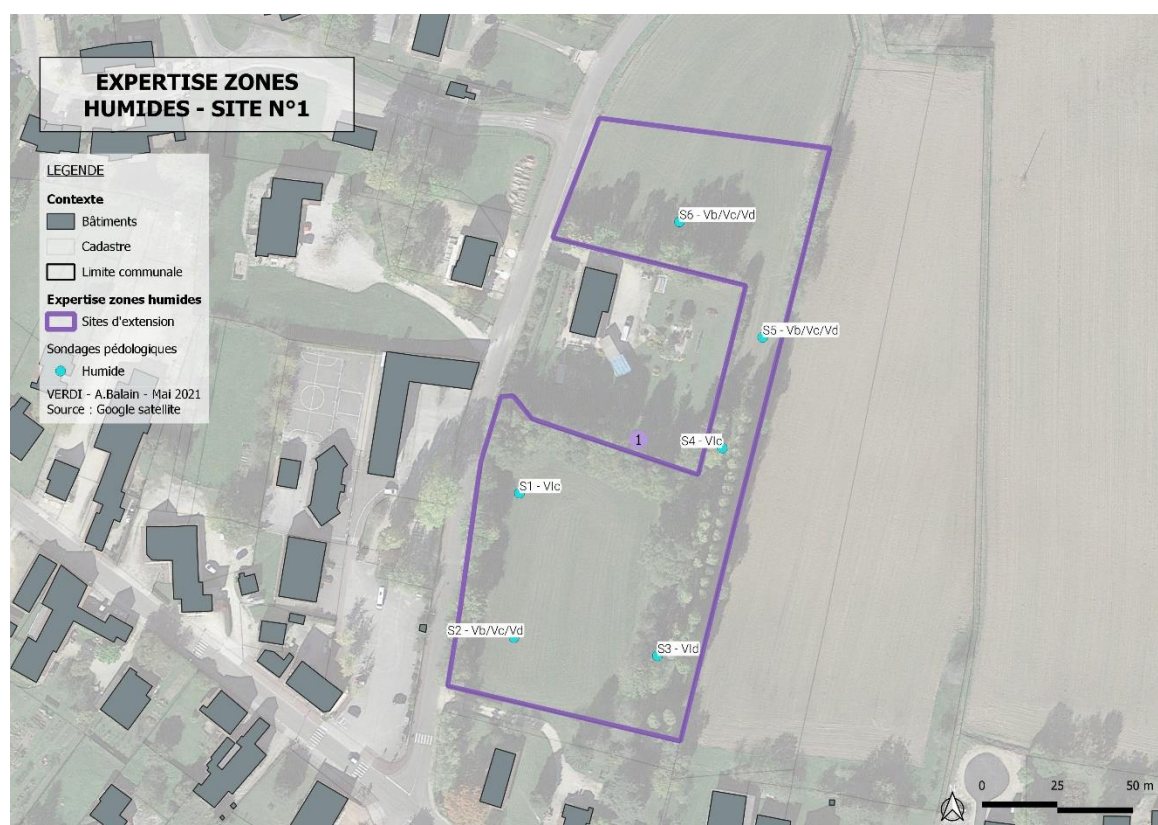 EXPERTISE ZONES
HUMIDES - SITE N°1
LEGENDE
Contexte
Bâtiments
Cadastre
Limite communale
Expertise zones humides
Sites d'extension
Sondages pédologiques
Humide
VERDI - A.Balain - Mai 2021
Source : Google satellite
S6 - Vb/Vc/Vd
S5 - Vb/Vc/Vd
1
S4 - VIc
S1 - VIc
S2 - Vb/Vc/Vd
S3 - VId
0 25 50 m